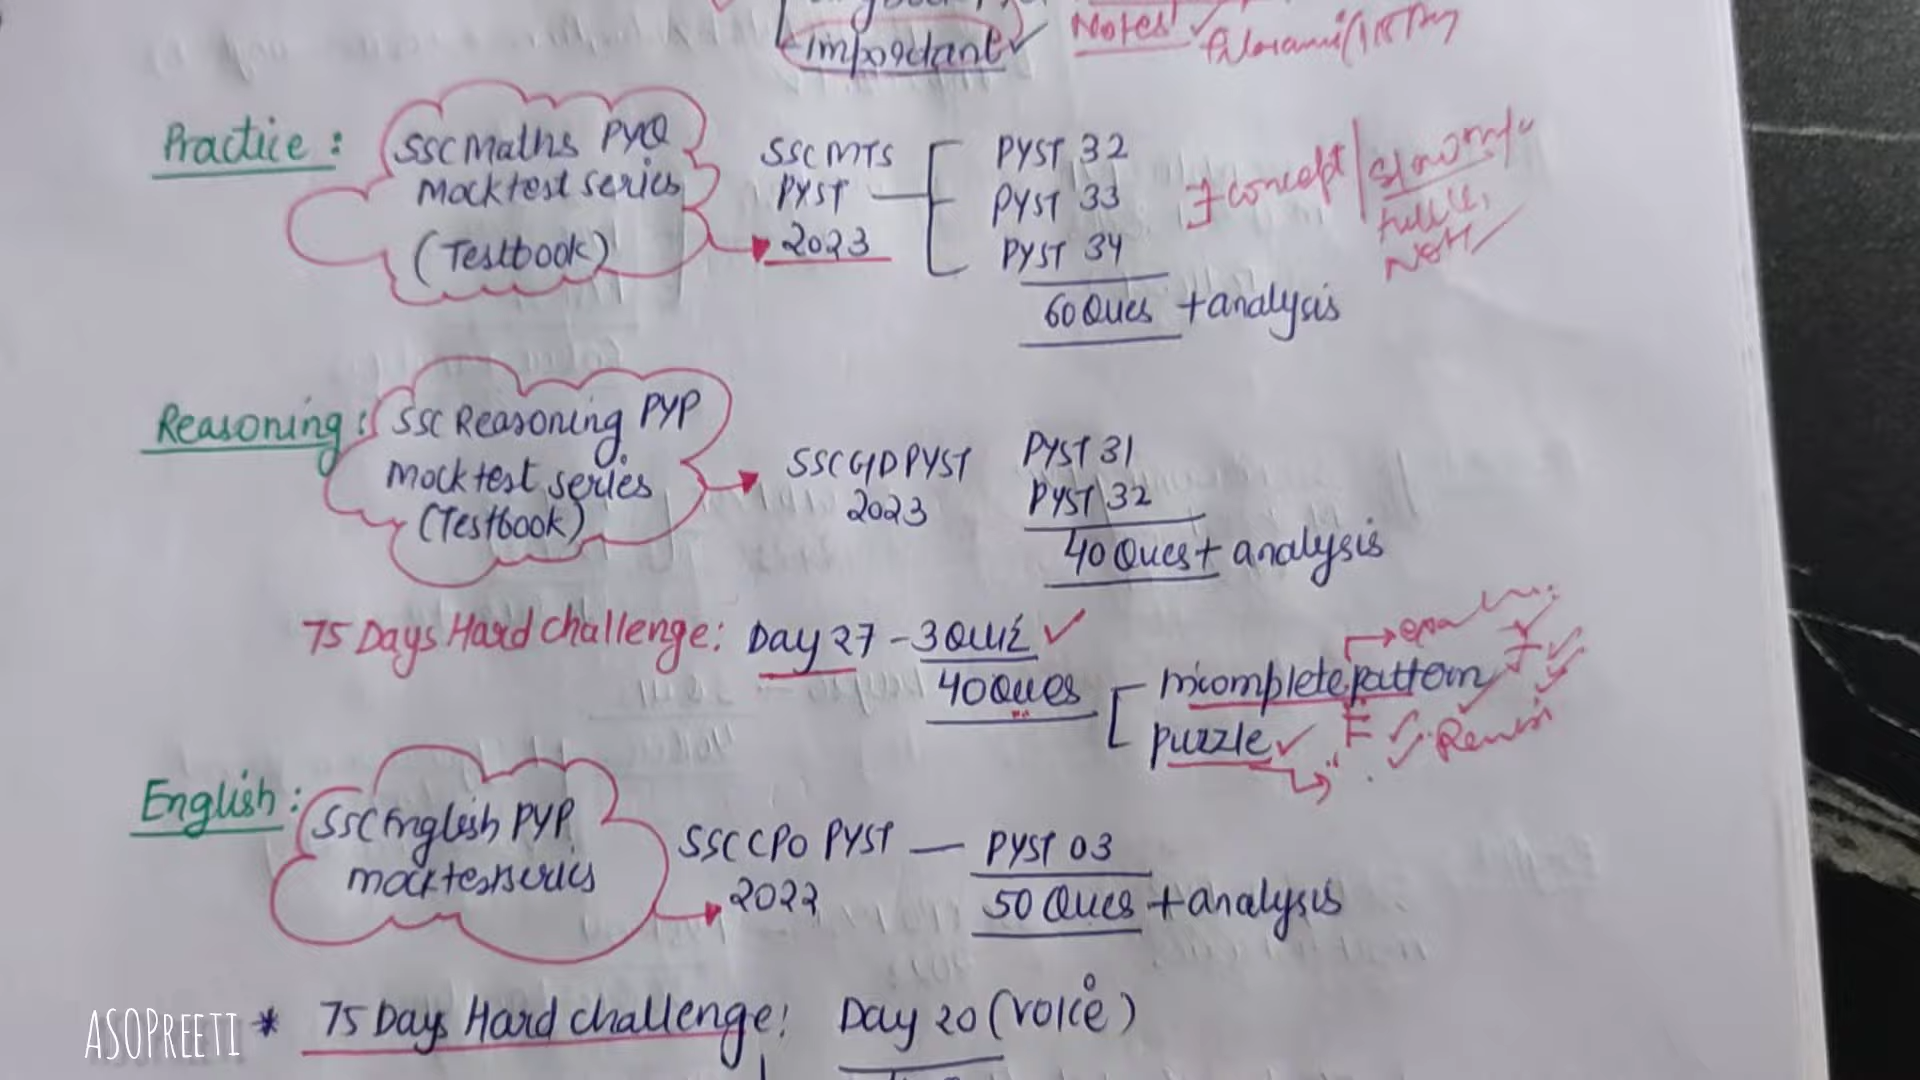 important Notes
Practice: SSC Maths PYQ
mock test series
(Testbook)
SSC MTS
PYST
2023
PYST 32
PYST 33
PYST 34
concept
60 Ques + analysis
Reasoning: SSC Reasoning PYP
mock test series
(Testbook)
SSC GD PYST
2023
PYST 31
PYST 32
40 Ques + analysis
75 Days Hard challenge: Day 27 - 3 Quiz
40 Ques
incomplete pattern
puzzle
English: SSC English PYP
mock test series
SSC CPO PYST — PYST 03
2022
50 Ques + analysis
* 75 Days Hard challenge: Day 20 (voice)
ASOPREETI